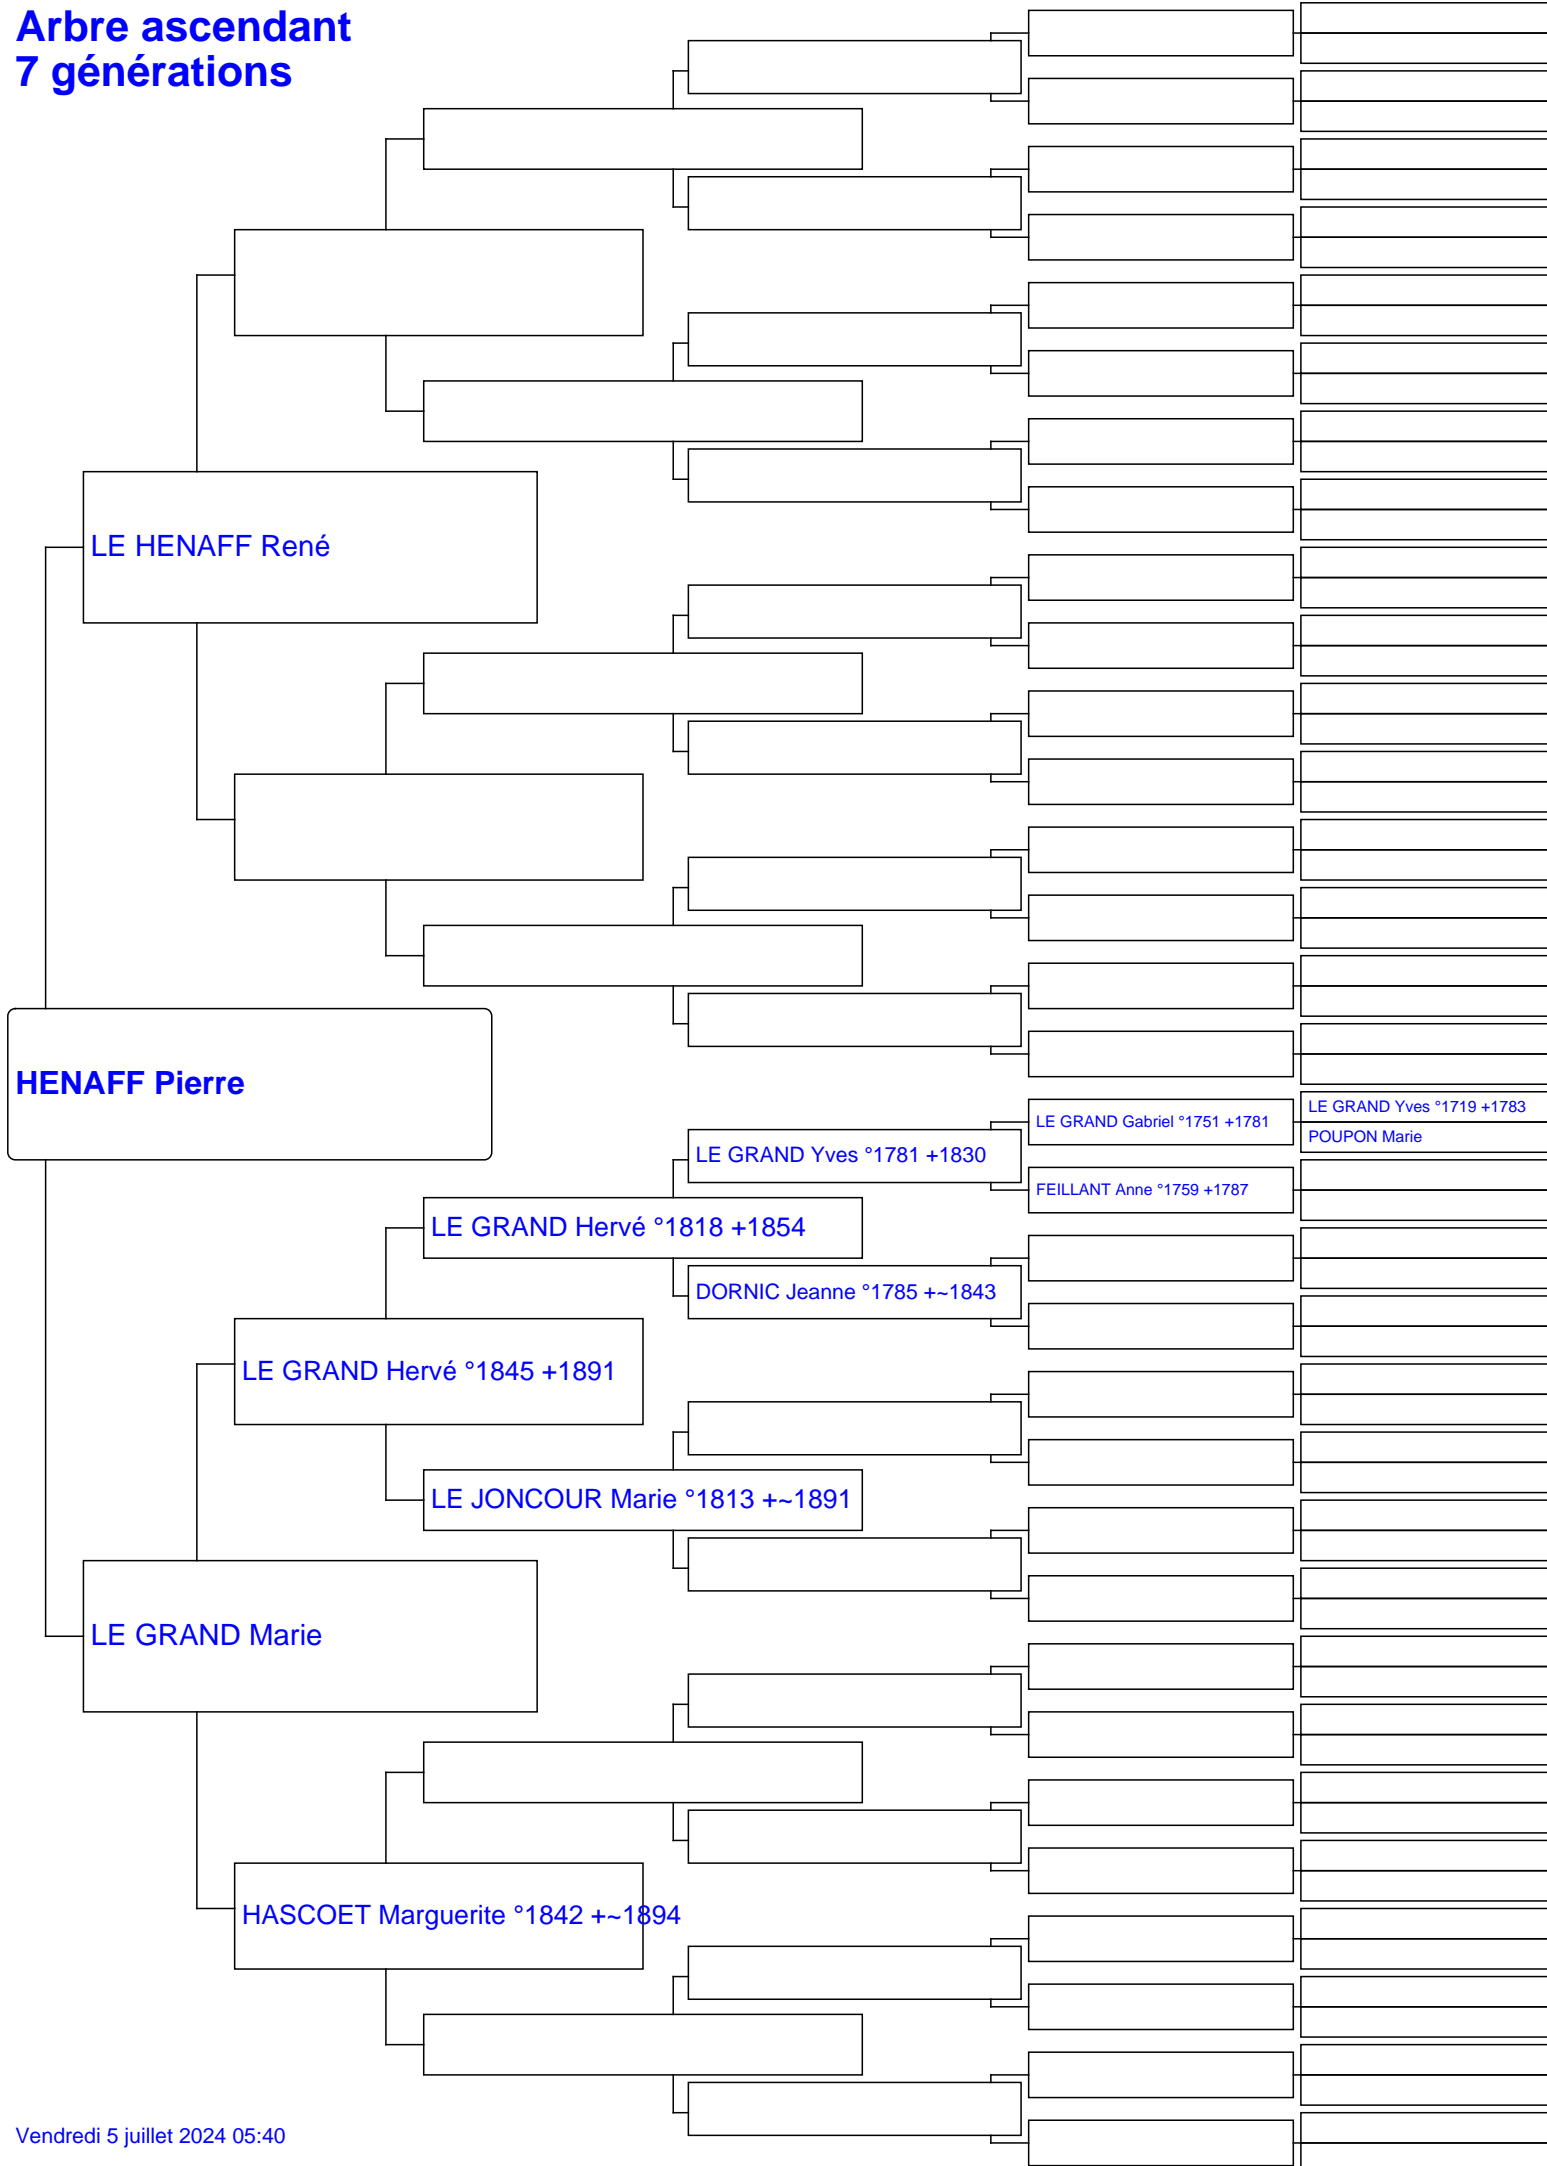 Arbre ascendant
7 générations
LE HENAFF René
HENAFF Pierre
LE GRAND Yves °1719 +1783
LE GRAND Gabriel °1751 +1781
POUPON Marie
LE GRAND Yves °1781 +1830
FEILLANT Anne °1759 +1787
LE GRAND Hervé °1818 +1854
DORNIC Jeanne °1785 +~1843
LE GRAND Hervé °1845 +1891
LE JONCOUR Marie °1813 +~1891
LE GRAND Marie
HASCOET Marguerite °1842 +~1894
Vendredi 5 juillet 2024 05:40